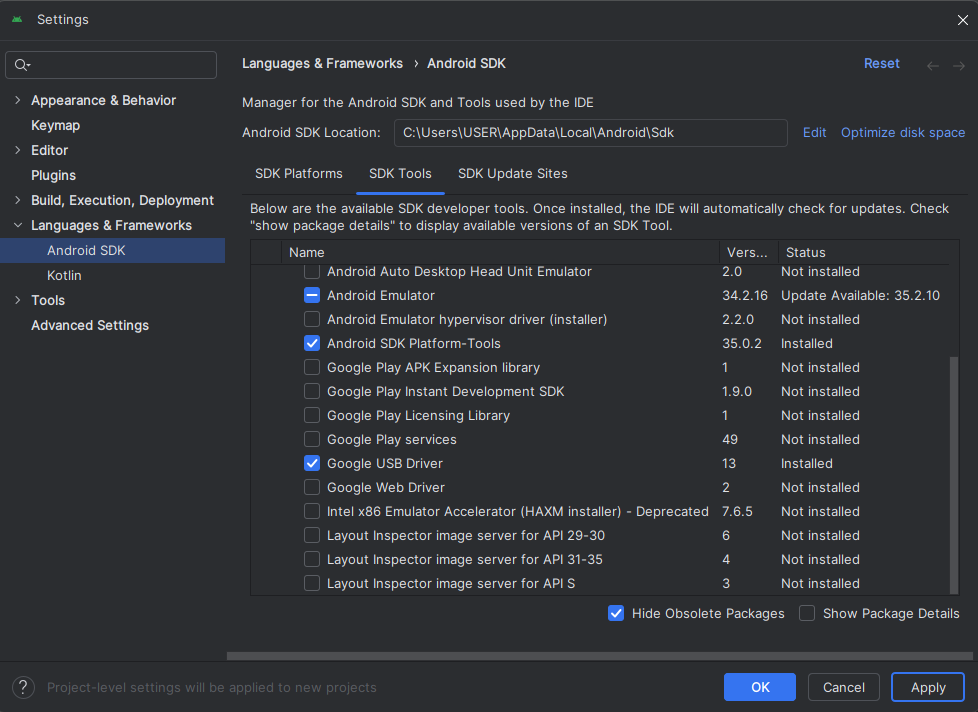 Settings
Languages & Frameworks › Android SDK
Reset
Appearance & Behavior
Keymap
Editor
Plugins
Build, Execution, Deployment
Languages & Frameworks
Android SDK
Kotlin
Tools
Advanced Settings
Manager for the Android SDK and Tools used by the IDE
Android SDK Location: C:\Users\USER\AppData\Local\Android\Sdk Edit Optimize disk space
SDK Platforms SDK Tools SDK Update Sites
Below are the available SDK developer tools. Once installed, the IDE will automatically check for updates. Check
"show package details" to display available versions of an SDK Tool.
Name Vers... Status
Android Auto Desktop Head Unit Emulator 2.0 Not installed
Android Emulator 34.2.16 Update Available: 35.2.10
Android Emulator hypervisor driver (installer) 2.2.0 Not installed
Android SDK Platform-Tools 35.0.2 Installed
Google Play APK Expansion library 1 Not installed
Google Play Instant Development SDK 1.9.0 Not installed
Google Play Licensing Library 1 Not installed
Google Play services 49 Not installed
Google USB Driver 13 Installed
Google Web Driver 2 Not installed
Intel x86 Emulator Accelerator (HAXM installer) - Deprecated 7.6.5 Not installed
Layout Inspector image server for API 29-30 6 Not installed
Layout Inspector image server for API 31-35 4 Not installed
Layout Inspector image server for API S 3 Not installed
Hide Obsolete Packages Show Package Details
? Project-level settings will be applied to new projects
OK Cancel Apply